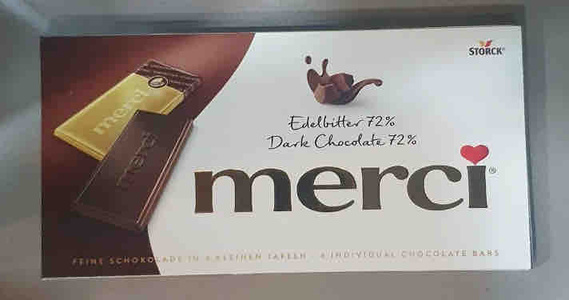 STORCK®
Edelbitter 72%
Dark Chocolate 72%
merci®
merci
merci
FEINE SCHOKOLADE IN 4 KLEINEN TAFELN 4 INDIVIDUAL CHOCOLATE BARS